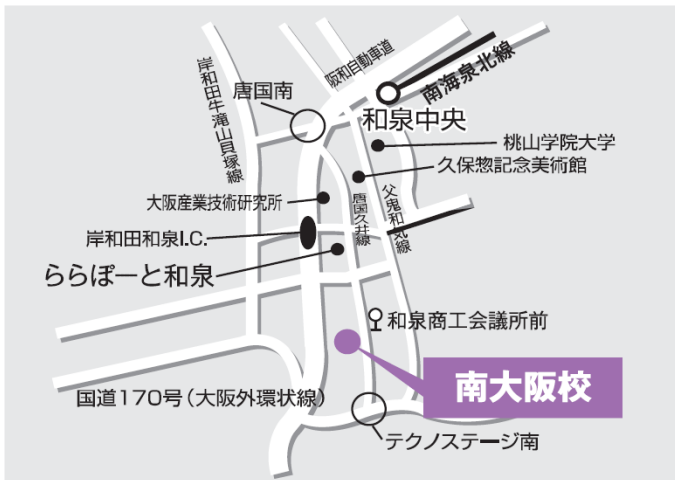 阪和自動車道
南海泉北線
岸和田牛滝山貝塚線
唐国南
和泉中央
桃山学院大学
久保惣記念美術館
大阪産業技術研究所
唐国久井線
父鬼和気線
岸和田和泉I.C.
ららぽーと和泉
和泉商工会議所前
南大阪校
国道170号(大阪外環状線)
テクノステージ南